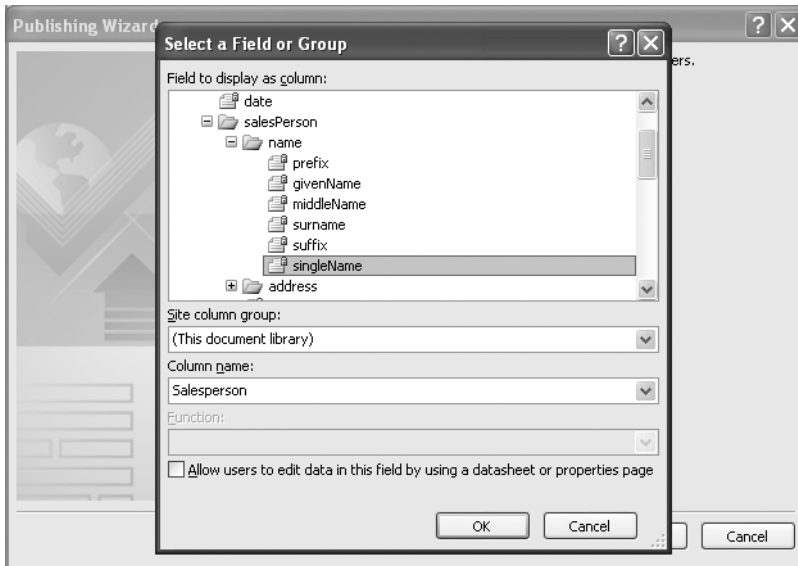 Publishing Wizard
Select a Field or Group
ers.
Field to display as column:
date
salesPerson
name
prefix
givenName
middleName
surname
suffix
singleName
address
Site column group:
(This document library)
Column name:
Salesperson
Function:
Allow users to edit data in this field by using a datasheet or properties page
OK
Cancel
Cancel